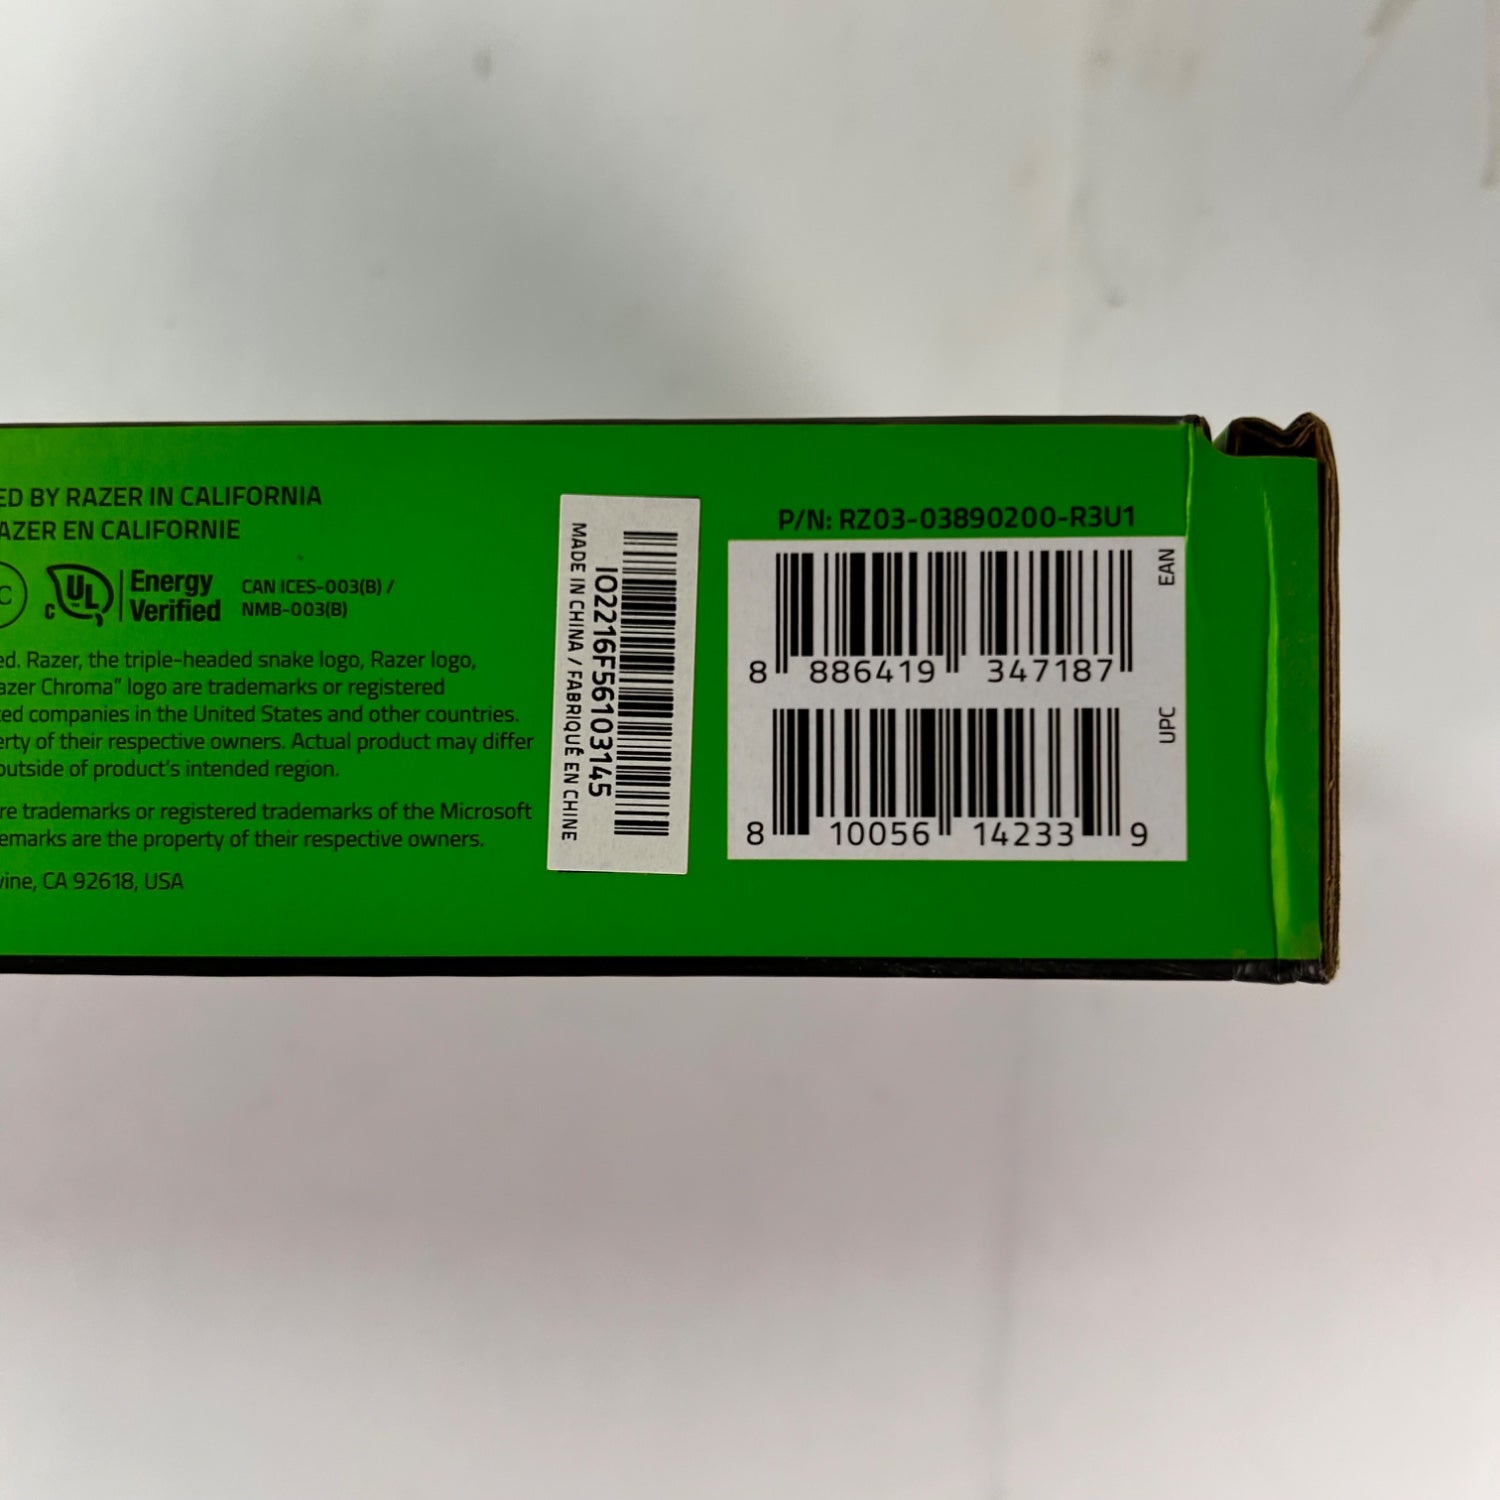 ED BY RAZER IN CALIFORNIA
AZER EN CALIFORNIE
C
c UL Energy Verified
CAN ICES-003(B) /
NMB-003(B)
ed. Razer, the triple-headed snake logo, Razer logo,
azer Chroma" logo are trademarks or registered
ted companies in the United States and other countries.
erty of their respective owners. Actual product may differ
outside of product's intended region.
re trademarks or registered trademarks of the Microsoft
emarks are the property of their respective owners.
vine, CA 92618, USA
IO2216F56103145
MADE IN CHINA / FABRIQUÉ EN CHINE
P/N: RZ03-03890200-R3U1
EAN
8 886419 347187
UPC
8 10056 14233 9